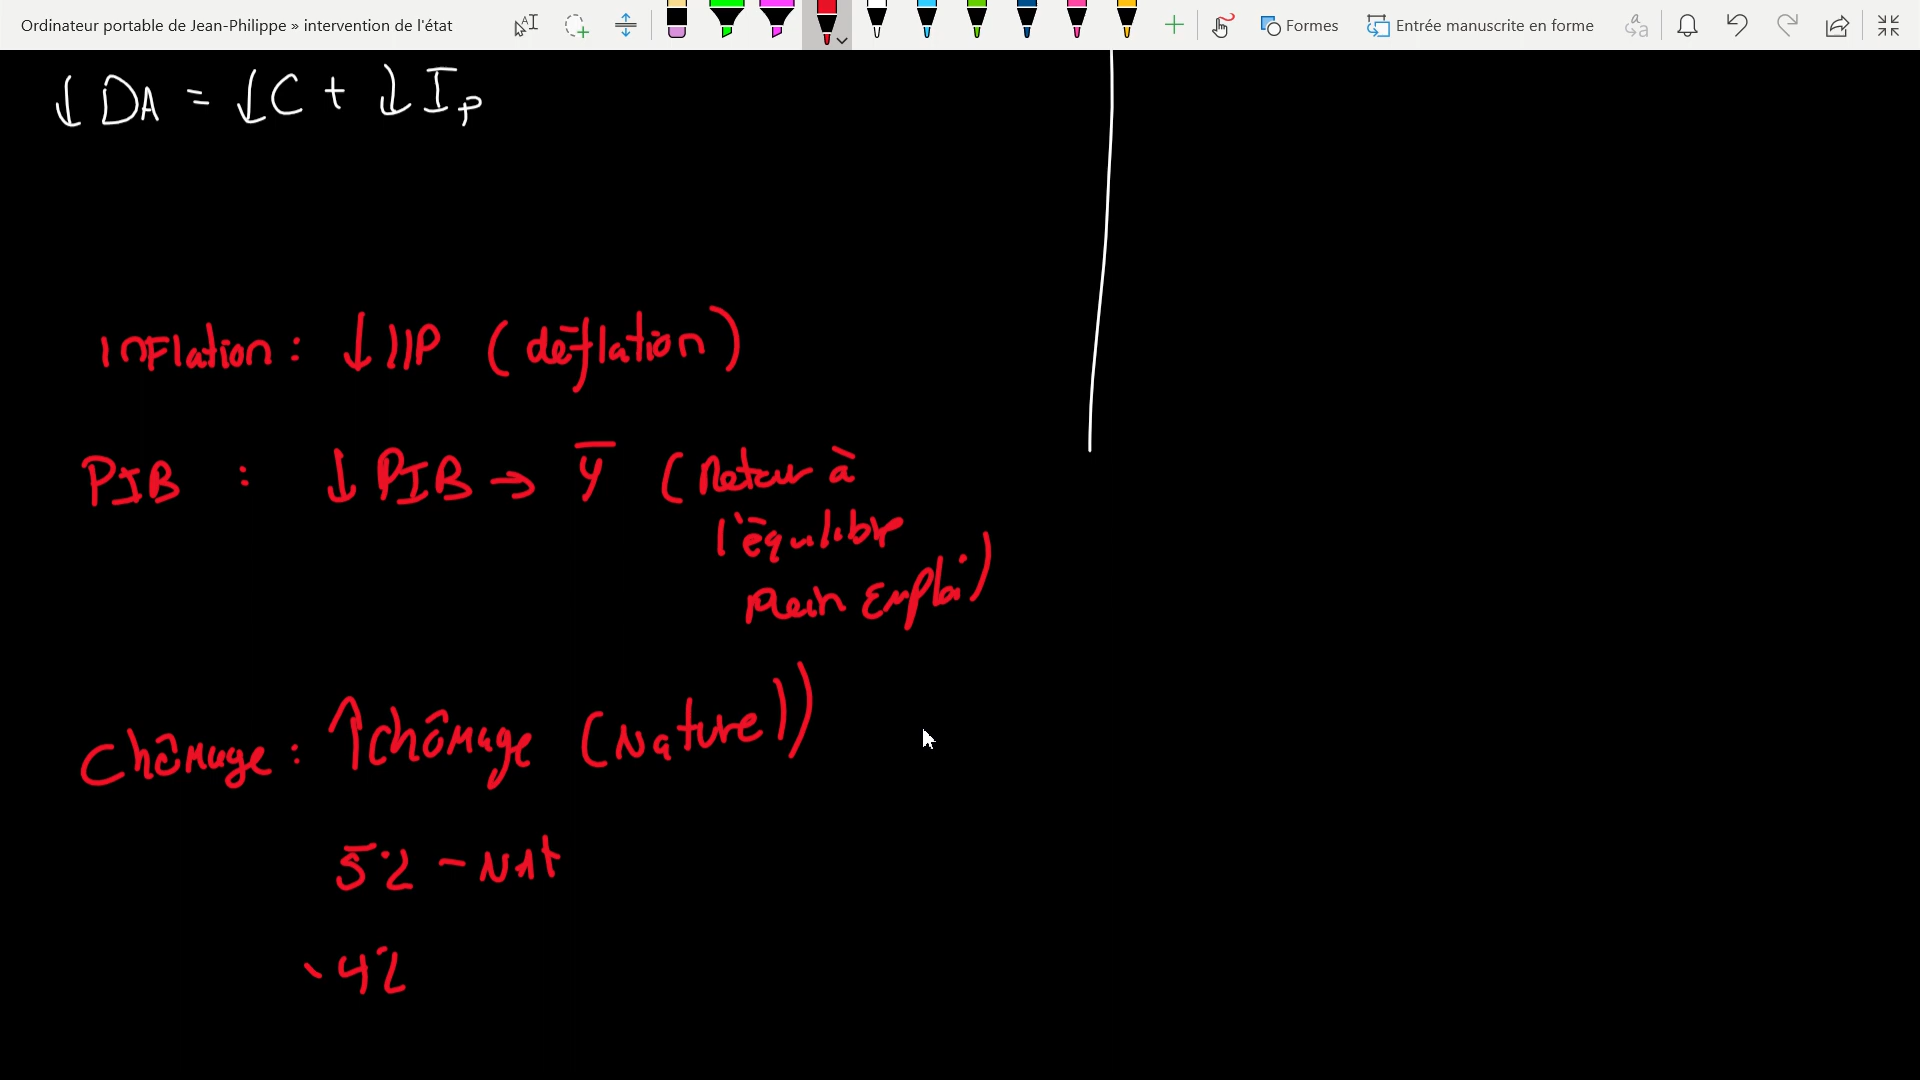 Ordinateur portable de Jean-Philippe » intervention de l'état
Formes
Entrée manuscrite en forme
↓ DA = ↓C + ↓ Ip
Inflation : ↓ IIP (déflation)
PIB : ↓ PIB → Y̅ (Retour à
l'équilibre
plein Emploi)
Chômage : ↑chômage (Naturel)
5% - NAt
4%